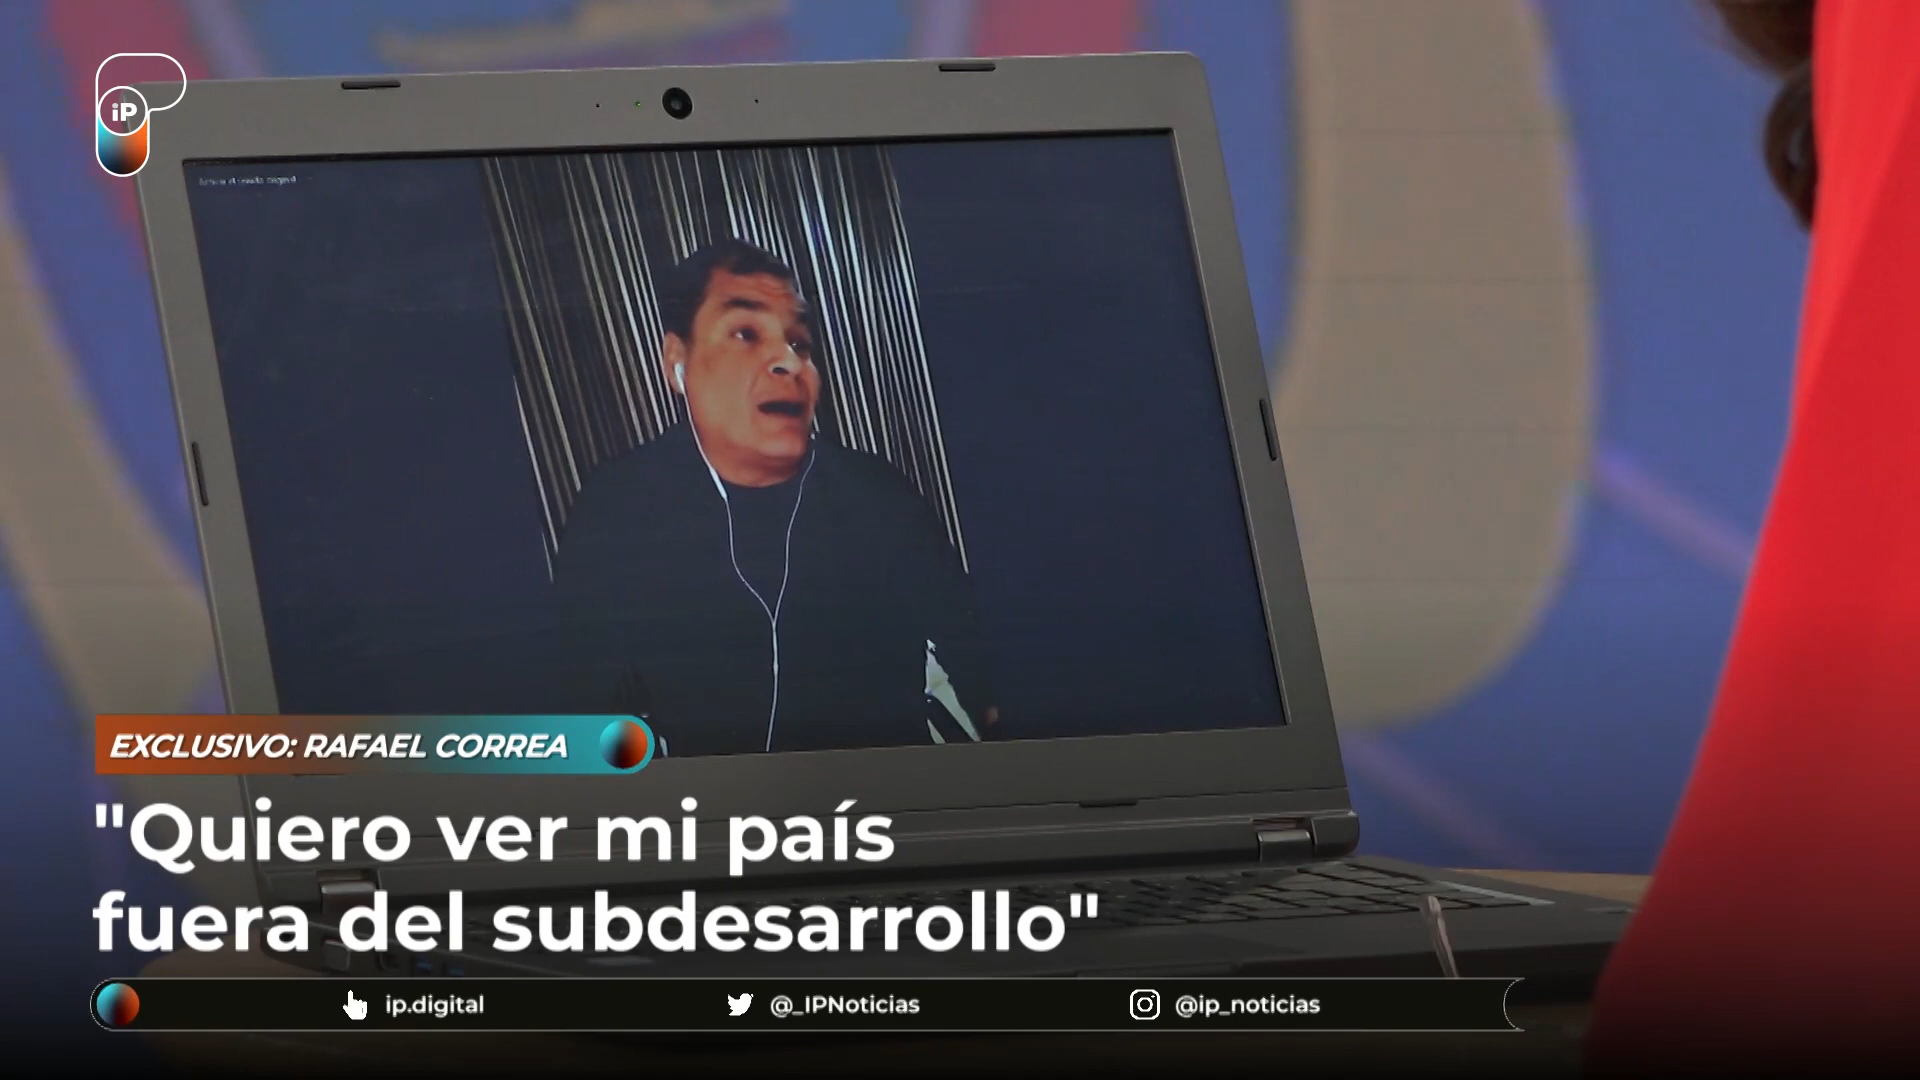 iP
EXCLUSIVO: RAFAEL CORREA
"Quiero ver mi país
fuera del subdesarrollo"
ip.digital
@_IPNoticias
@ip_noticias